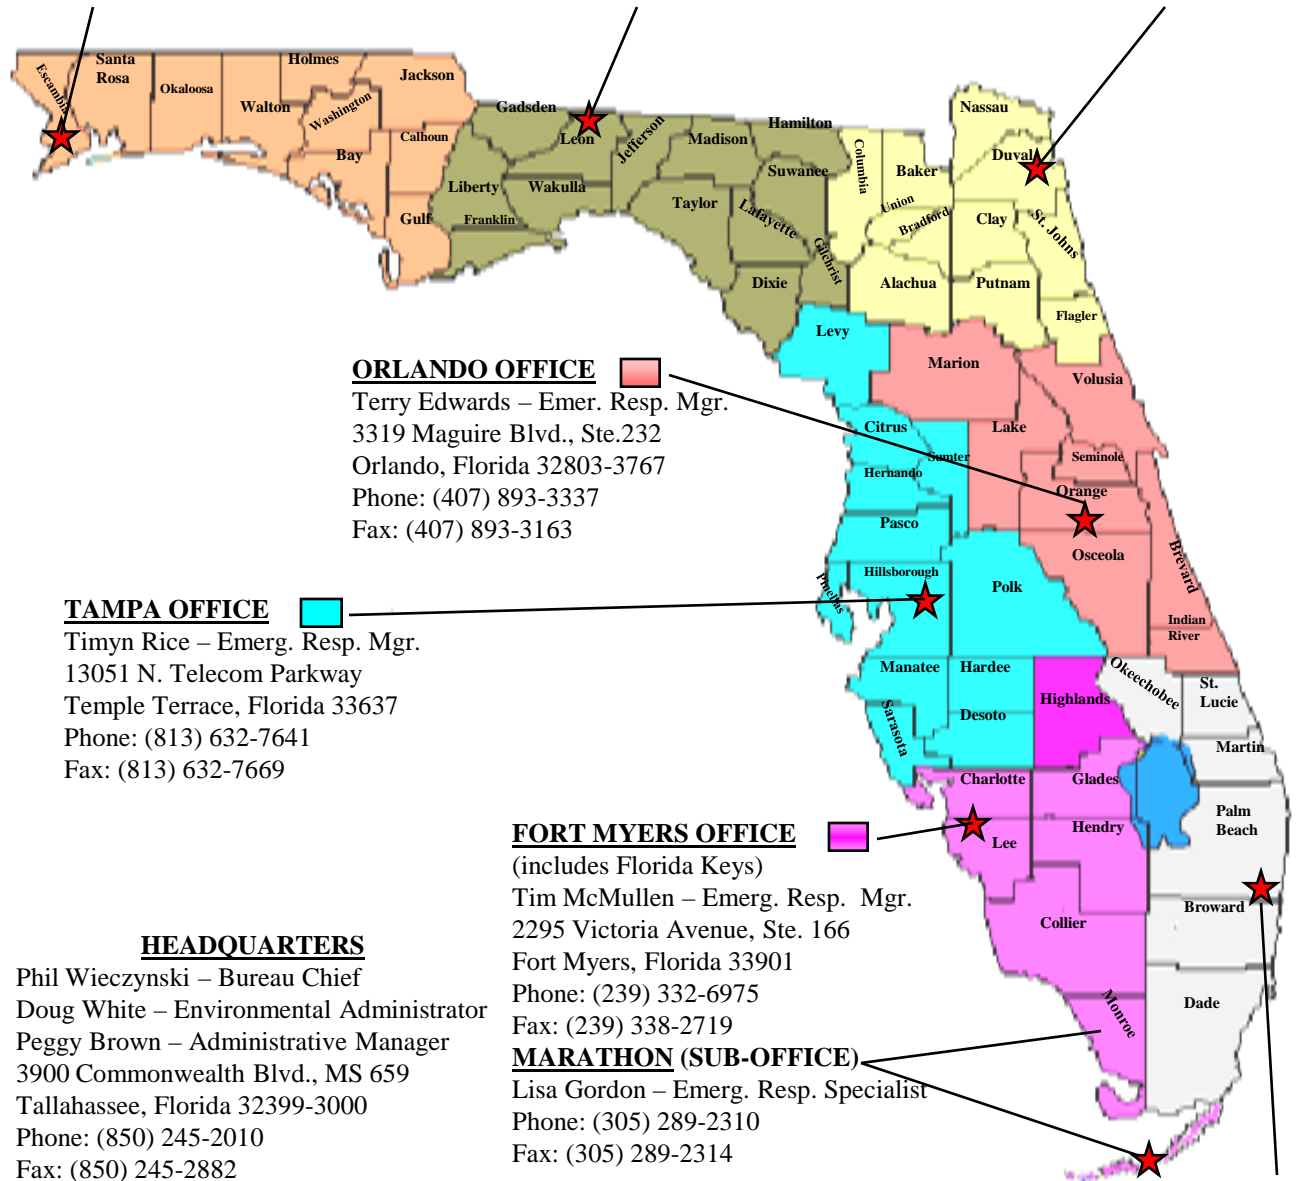 Escambia
Santa
Rosa
Okaloosa
Holmes
Walton
Washington
Jackson
Bay
Calhoun
Gulf
Gadsden
Leon
Jefferson
Madison
Hamilton
Liberty
Wakulla
Franklin
Taylor
Suwanee
Lafayette
Dixie
Gilchrist
Columbia
Baker
Nassau
Duval
Union
Bradford
Clay
St. Johns
Alachua
Putnam
Flagler
Levy
Marion
Volusia
ORLANDO OFFICE
Terry Edwards – Emer. Resp. Mgr.
3319 Maguire Blvd., Ste.232
Orlando, Florida 32803-3767
Phone: (407) 893-3337
Fax: (407) 893-3163
Citrus
Sumter
Lake
Hernando
Seminole
Orange
Pasco
Osceola
Brevard
Hillsborough
Pinellas
Polk
Indian
River
TAMPA OFFICE
Timyn Rice – Emerg. Resp. Mgr.
13051 N. Telecom Parkway
Temple Terrace, Florida 33637
Phone: (813) 632-7641
Fax: (813) 632-7669
Manatee
Hardee
Highlands
Okeechobee
St.
Lucie
Sarasota
Desoto
Martin
Charlotte
Glades
Palm
Beach
Hendry
Lee
Broward
Collier
Monroe
Dade
FORT MYERS OFFICE
(includes Florida Keys)
Tim McMullen – Emerg. Resp. Mgr.
2295 Victoria Avenue, Ste. 166
Fort Myers, Florida 33901
Phone: (239) 332-6975
Fax: (239) 338-2719
MARATHON (SUB-OFFICE)
Lisa Gordon – Emerg. Resp. Specialist
Phone: (305) 289-2310
Fax: (305) 289-2314
HEADQUARTERS
Phil Wieczynski – Bureau Chief
Doug White – Environmental Administrator
Peggy Brown – Administrative Manager
3900 Commonwealth Blvd., MS 659
Tallahassee, Florida 32399-3000
Phone: (850) 245-2010
Fax: (850) 245-2882